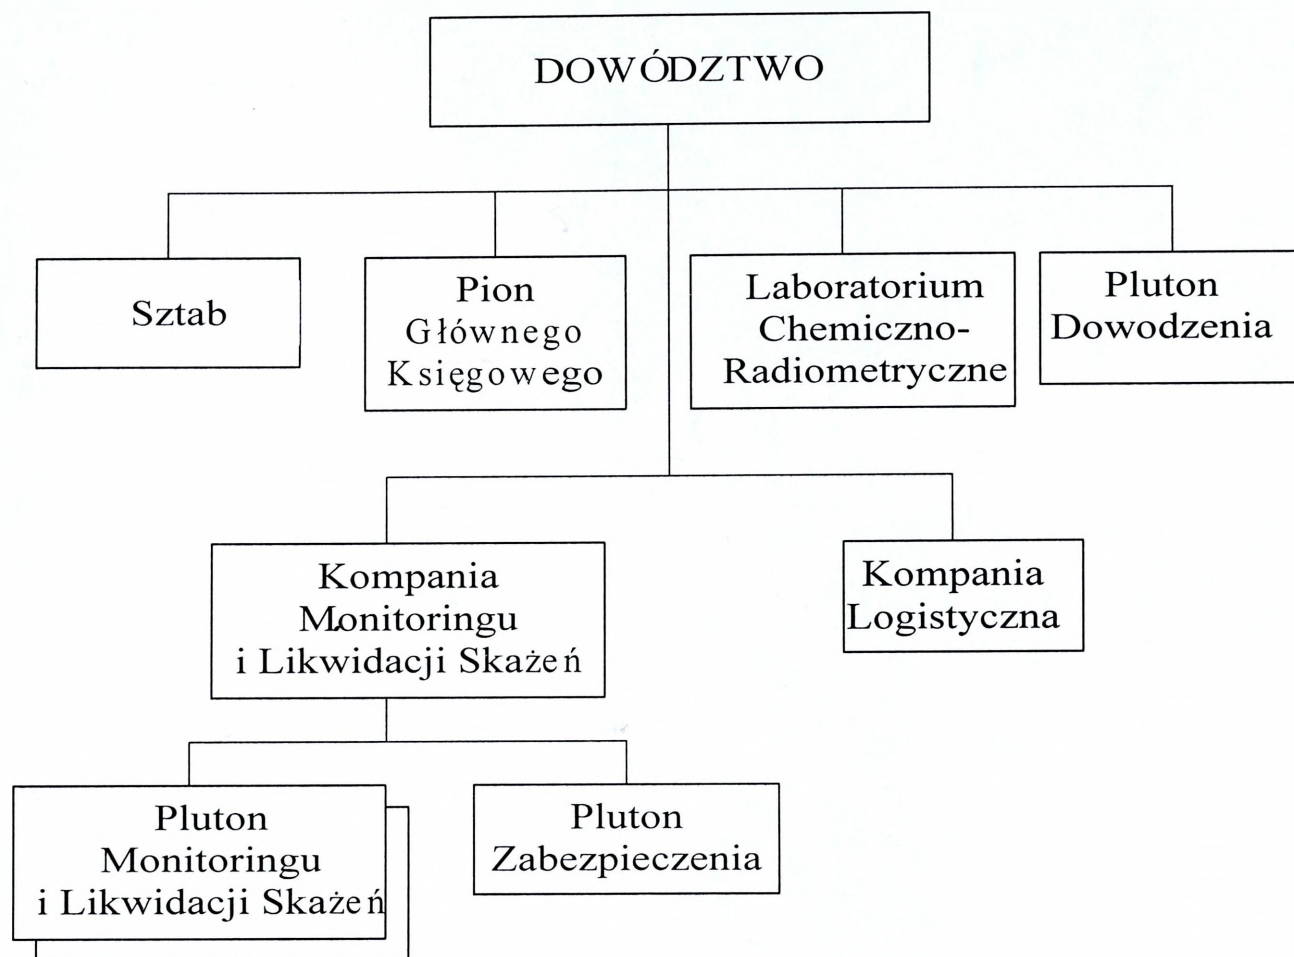 DOWÓDZTWO
Sztab
Pion
Głównego
Księgowego
Laboratorium
Chemiczno-
Radiometryczne
Pluton
Dowodzenia
Kompania
Monitoringu
i Likwidacji Skażeń
Kompania
Logistyczna
Pluton
Monitoringu
i Likwidacji Skażeń
Pluton
Zabezpieczenia